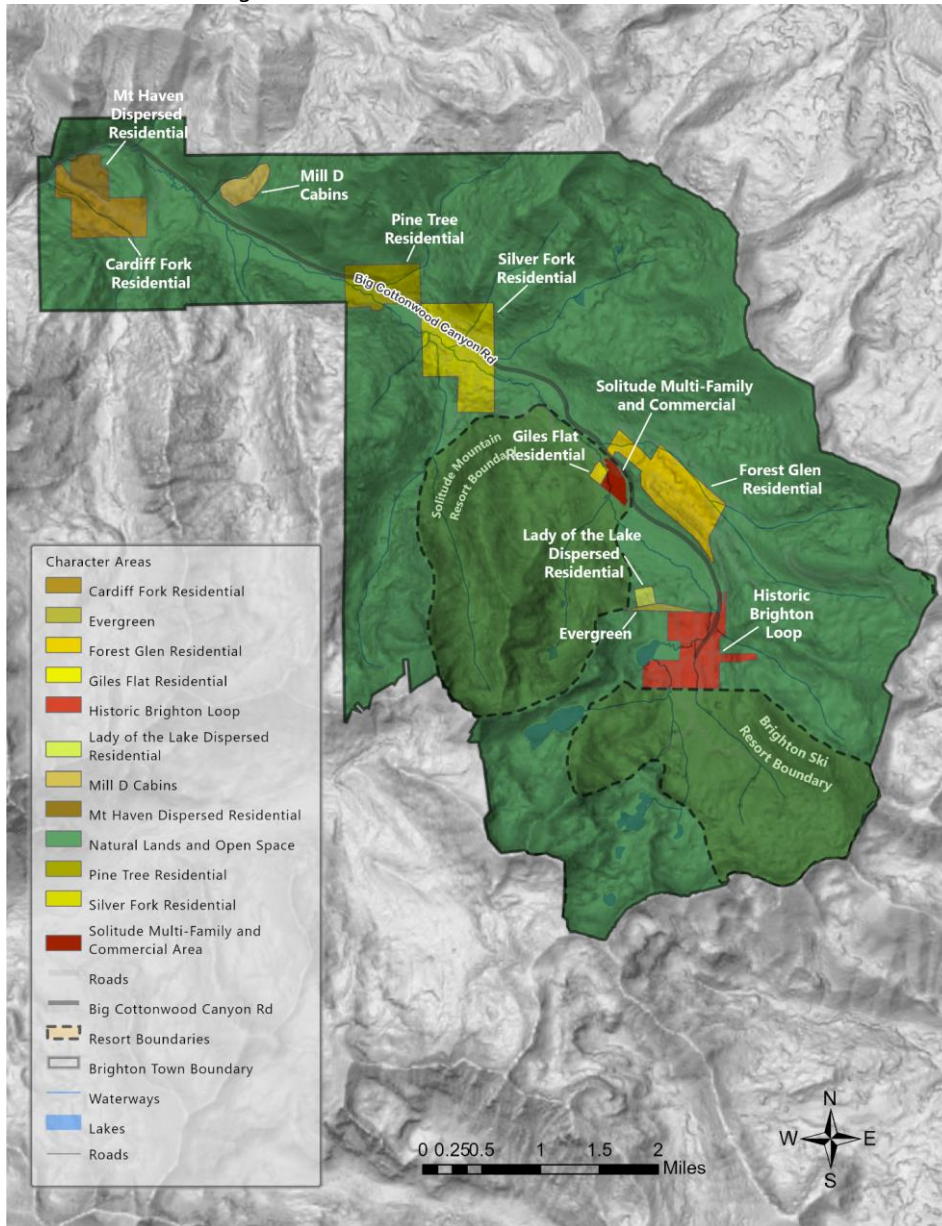 Mt Haven
Dispersed
Residential
Mill D
Cabins
Cardiff Fork
Residential
Pine Tree
Residential
Silver Fork
Residential
Big Cottonwood Canyon Rd
Solitude Multi-Family
and Commercial
Giles Flat
Residential
Solitude Mountain
Resort Boundary
Forest Glen
Residential
Lady of the Lake
Dispersed
Residential
Evergreen
Historic
Brighton
Loop
Brighton Ski
Resort Boundary
Character Areas
Cardiff Fork Residential
Evergreen
Forest Glen Residential
Giles Flat Residential
Historic Brighton Loop
Lady of the Lake Dispersed
Residential
Mill D Cabins
Mt Haven Dispersed Residential
Natural Lands and Open Space
Pine Tree Residential
Silver Fork Residential
Solitude Multi-Family and
Commercial Area
Roads
Big Cottonwood Canyon Rd
Resort Boundaries
Brighton Town Boundary
Waterways
Lakes
Roads
0 0.25 0.5 1 1.5 2
Miles
N
W E
S